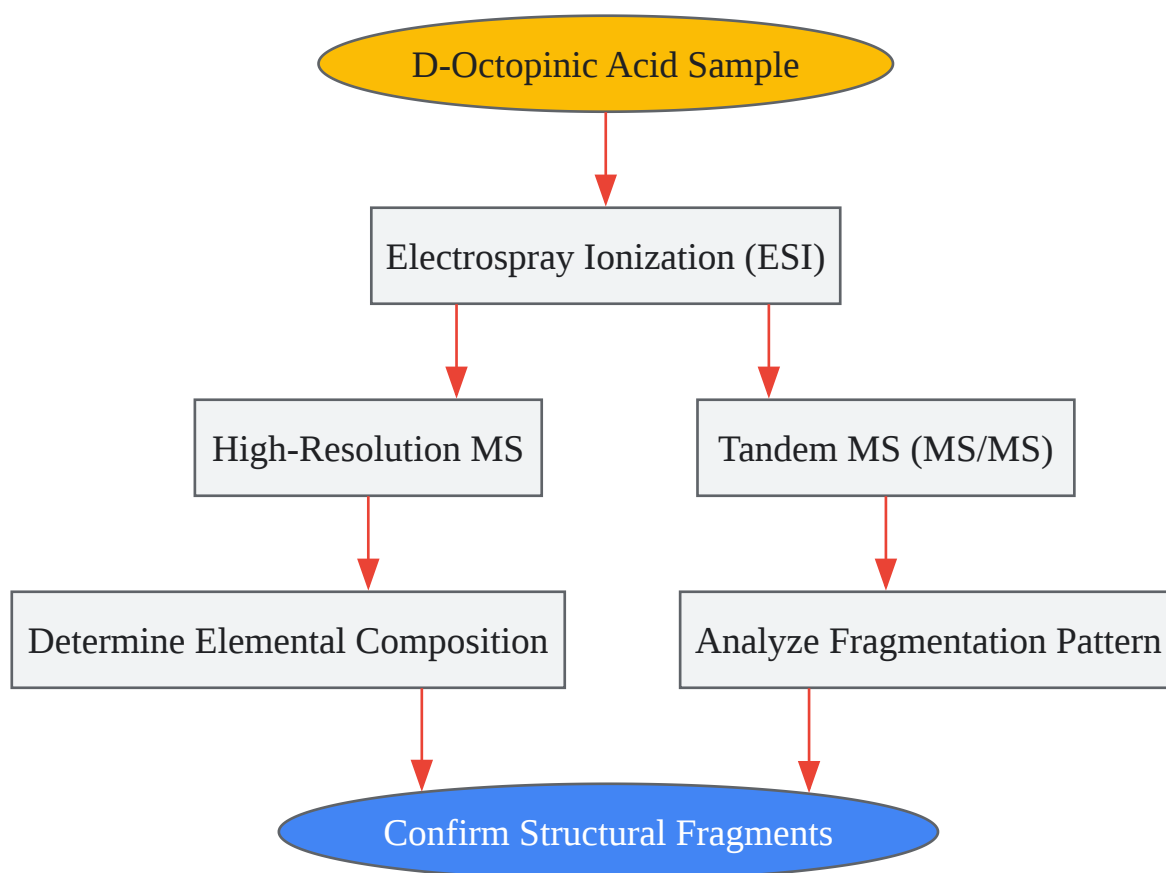 D-Octopinic Acid Sample
Electrospray Ionization (ESI)
High-Resolution MS
Tandem MS (MS/MS)
Determine Elemental Composition
Analyze Fragmentation Pattern
Confirm Structural Fragments